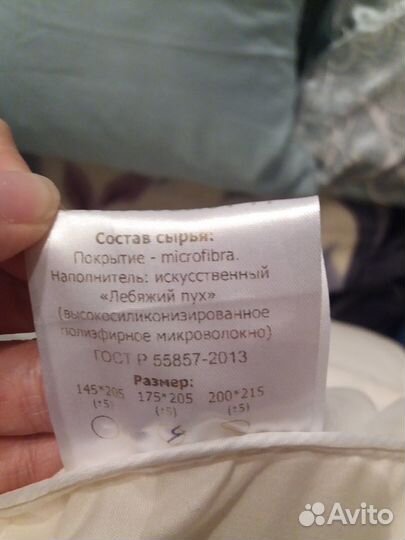 Состав сырья:
Покрытие - microfibra.
Наполнитель: искусственный
«Лебяжий пух»
(высокосиликонизированное
полиэфирное микроволокно)
ГОСТ Р 55857-2013
Размер:
145*205 175*205 200*215
(±5) (±5) (±5)
Avito